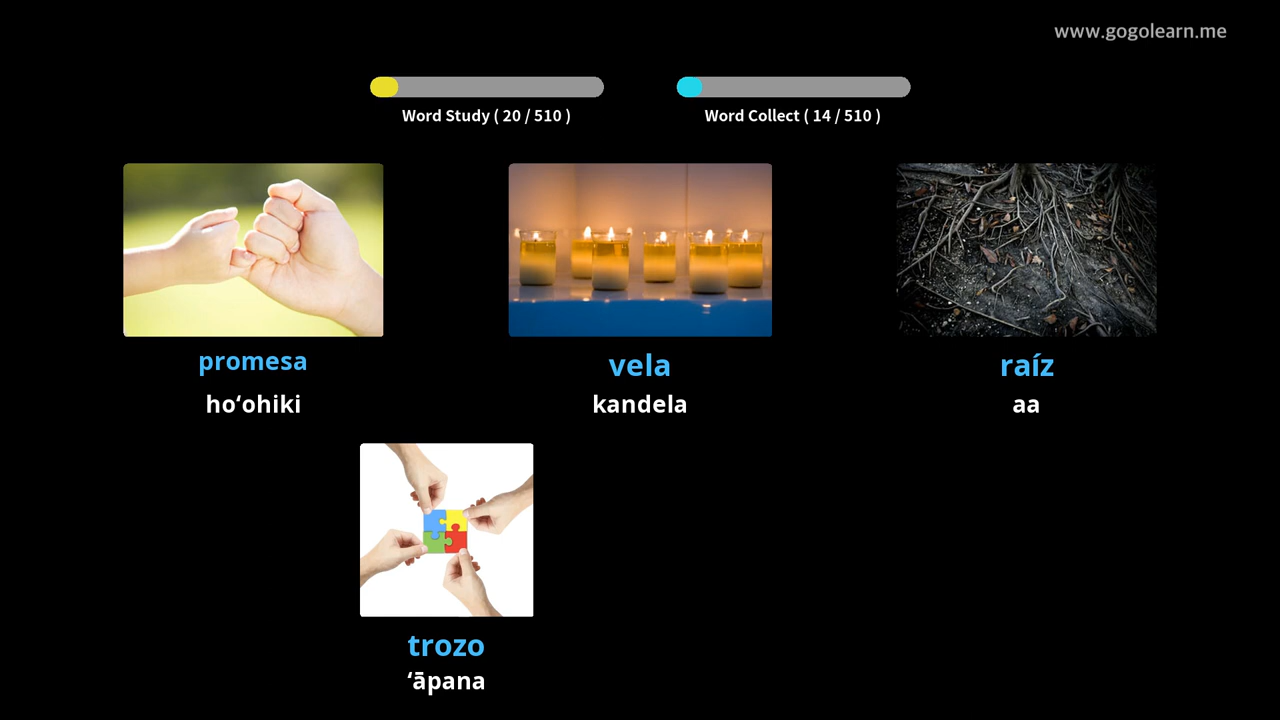 www.gogolearn.me
Word Study ( 20 / 510 )
Word Collect ( 14 / 510 )
promesa
hoʻohiki
vela
kandela
raíz
aa
trozo
ʻāpana